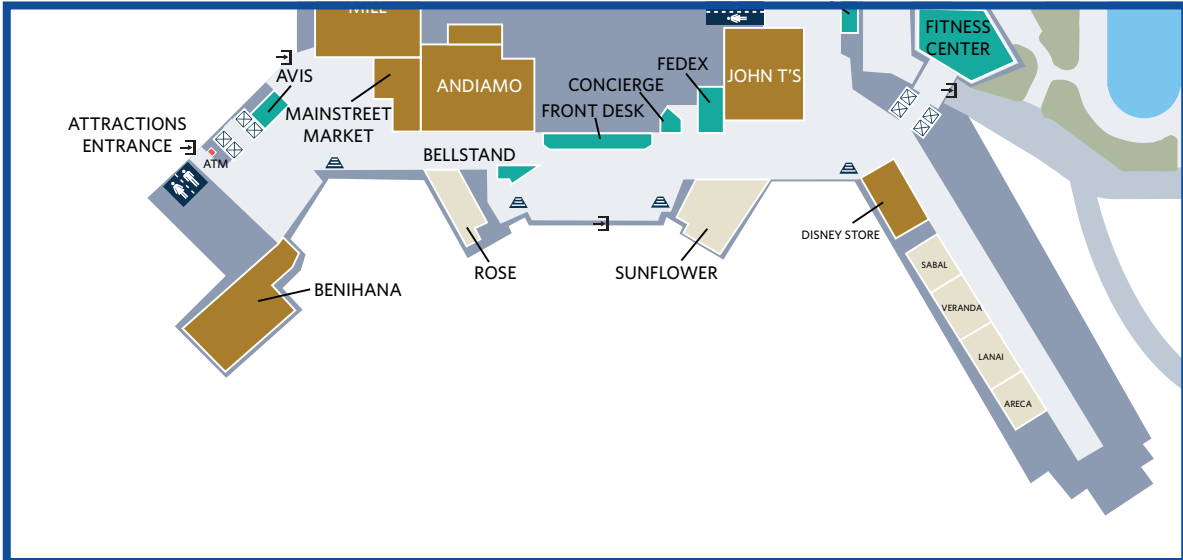 MILL
FITNESS
CENTER
AVIS
ANDIAMO
FEDEX
JOHN T'S
CONCIERGE
MAINSTREET
MARKET
FRONT DESK
ATTRACTIONS
ENTRANCE
ATM
BELLSTAND
DISNEY STORE
ROSE
SUNFLOWER
BENIHANA
SABAL
VERANDA
LANAI
ARECA